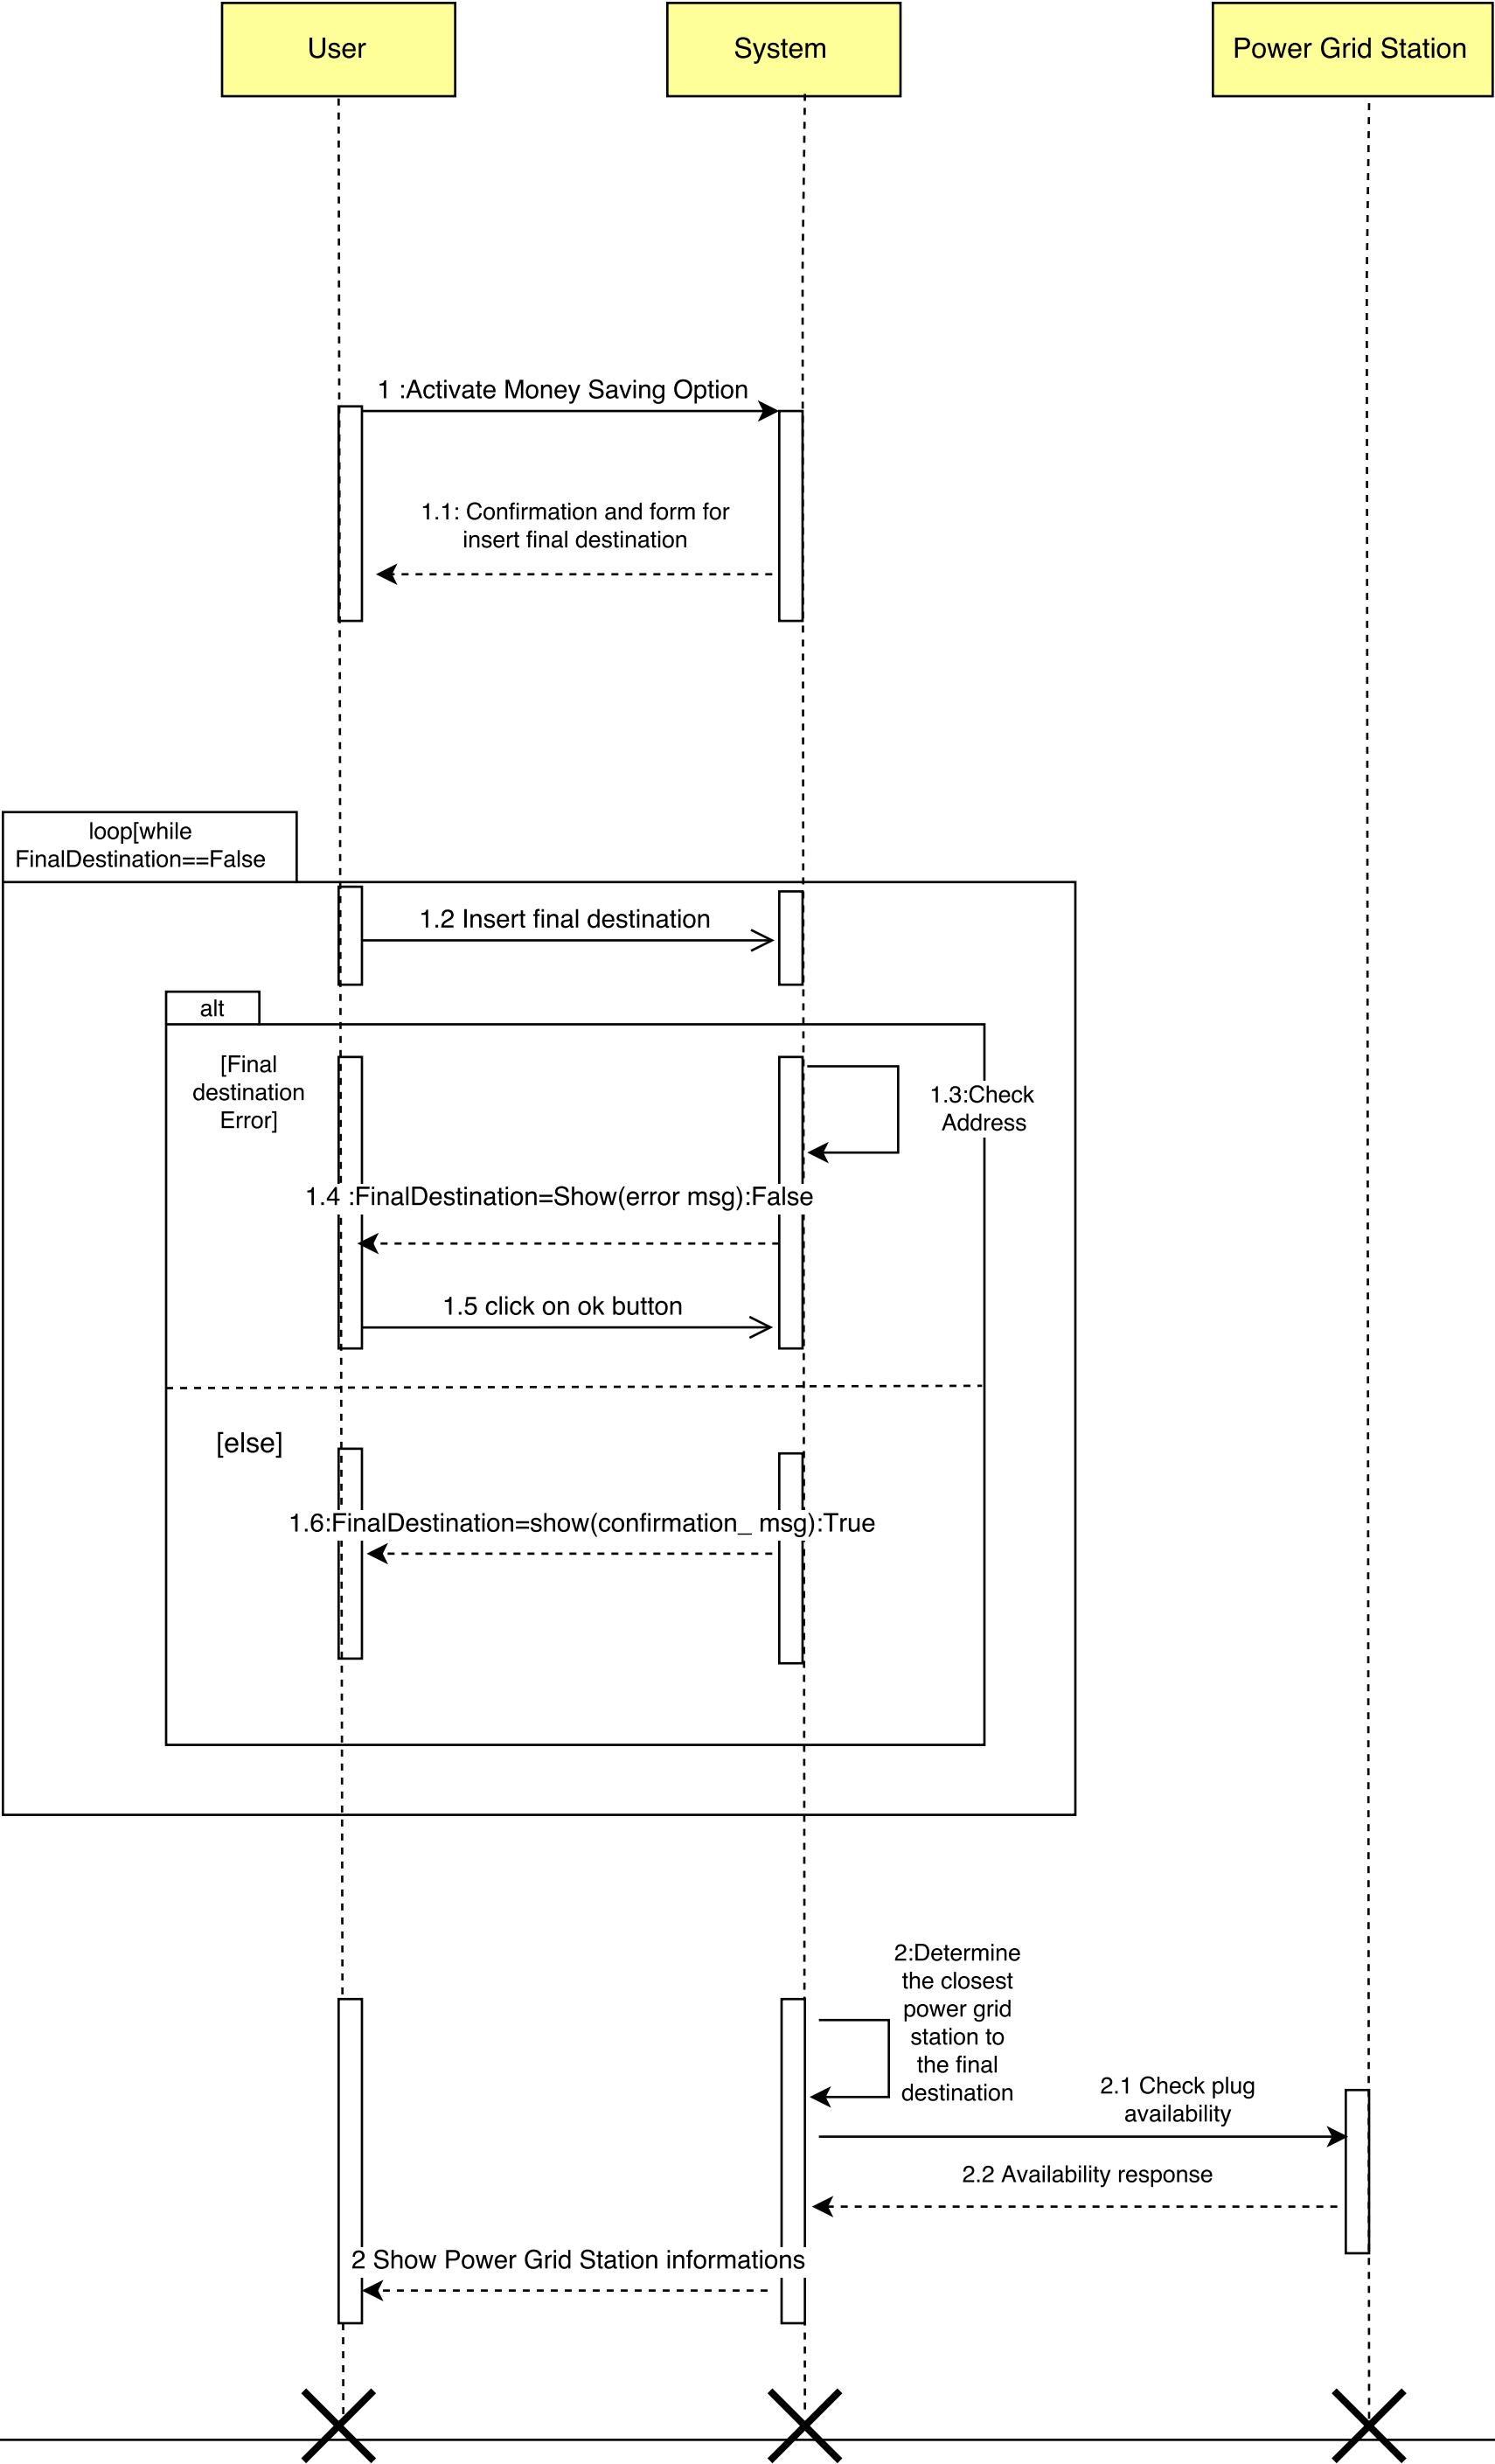 User
System
Power Grid Station
1 :Activate Money Saving Option
1.1: Confirmation and form for
insert final destination
loop[while
FinalDestination==False
1.2 Insert final destination
alt
[Final
destination
Error]
1.3:Check
Address
1.4 :FinalDestination=Show(error msg):False
1.5 click on ok button
[else]
1.6:FinalDestination=show(confirmation_ msg):True
2:Determine
the closest
power grid
station to
the final
destination
2.1 Check plug
availability
2.2 Availability response
2 Show Power Grid Station informations